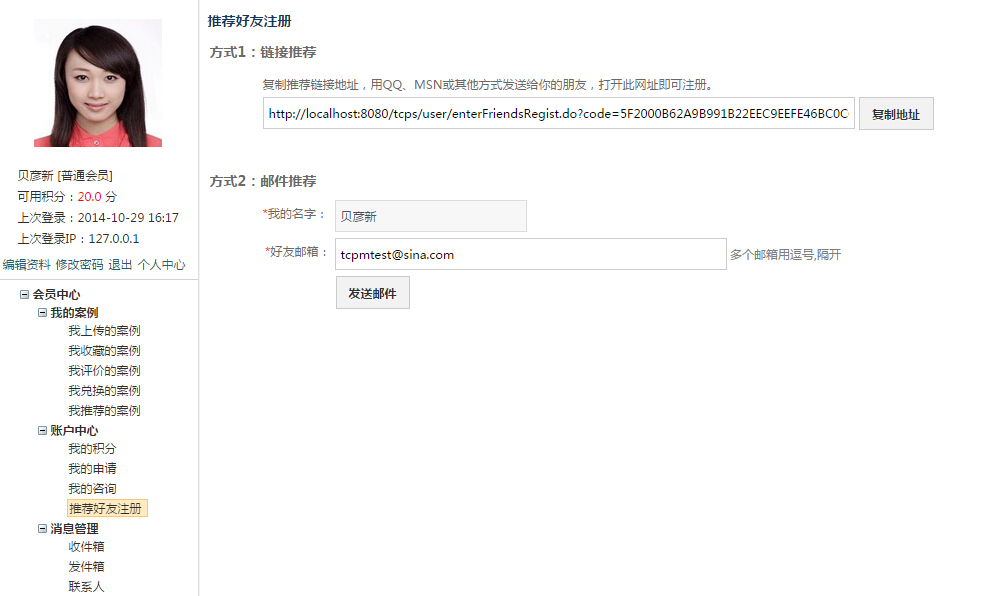 贝彦新 [普通会员]
可用积分：20.0 分
上次登录：2014-10-29 16:17
上次登录IP：127.0.0.1
编辑资料 修改密码 退出 个人中心
会员中心
我的案例
我上传的案例
我收藏的案例
我评价的案例
我兑换的案例
我推荐的案例
账户中心
我的积分
我的申请
我的咨询
推荐好友注册
消息管理
收件箱
发件箱
联系人
推荐好友注册
方式1：链接推荐
复制推荐链接地址，用QQ、MSN或其他方式发送给你的朋友，打开此网址即可注册。
http://localhost:8080/tcps/user/enterFriendsRegist.do?code=5F2000B62A9B991B22EEC9EEFE46BC0C 复制地址
方式2：邮件推荐
*我的名字： 贝彦新
*好友邮箱： tcpmtest@sina.com 多个邮箱用逗号,隔开
发送邮件